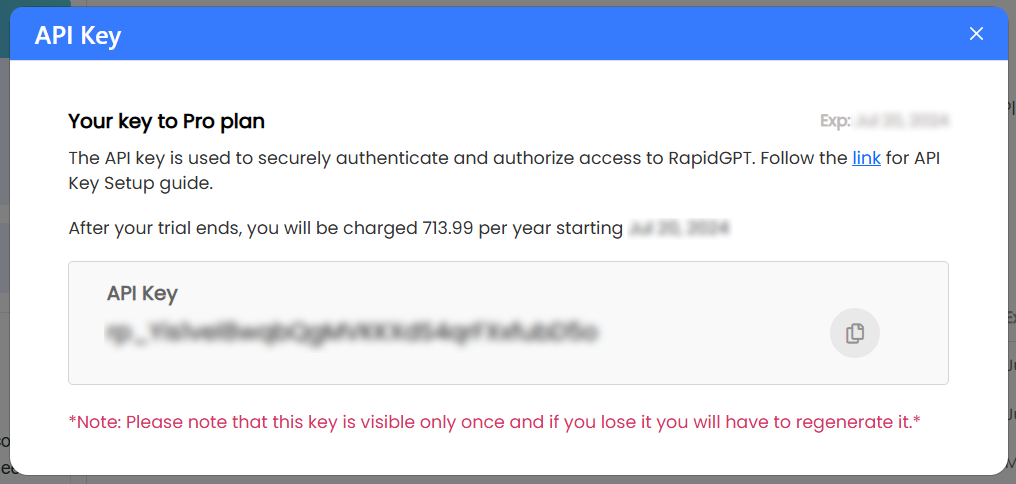 API Key
Your key to Pro plan
Exp:
The API key is used to securely authenticate and authorize access to RapidGPT. Follow the link for API
Key Setup guide.
After your trial ends, you will be charged 713.99 per year starting
API Key
*Note: Please note that this key is visible only once and if you lose it you will have to regenerate it.*